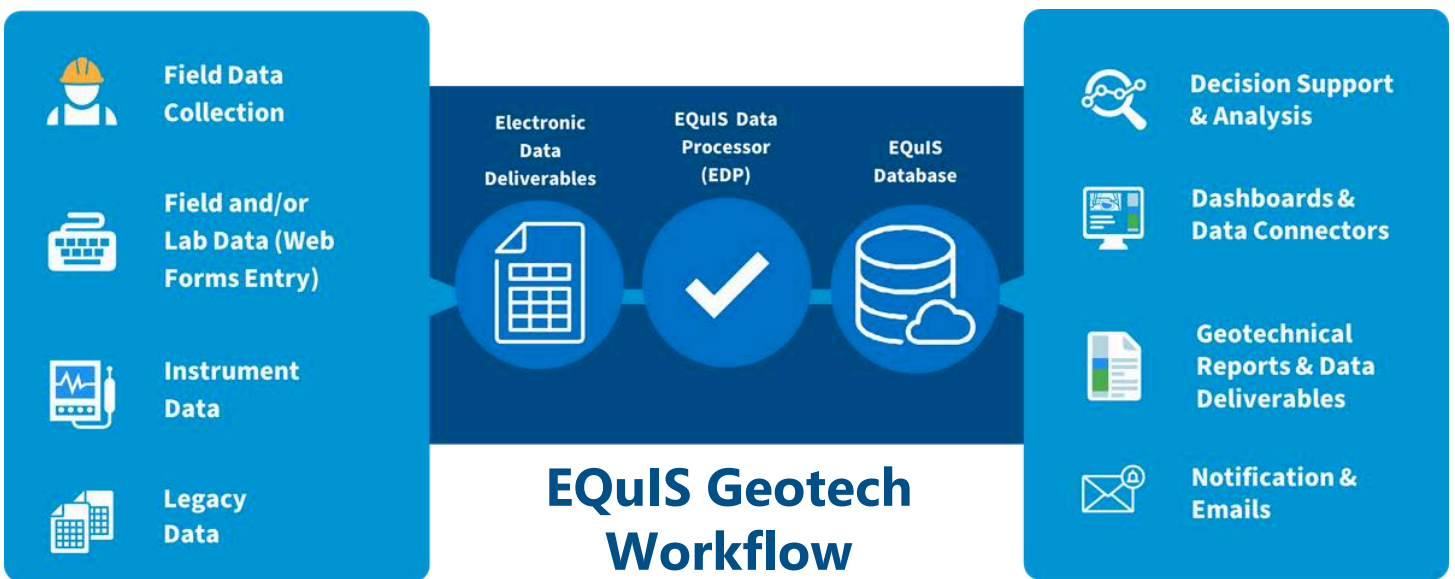 Field Data
Collection
Field and/or
Lab Data (Web
Forms Entry)
Instrument
Data
Legacy
Data
Electronic
Data
Deliverables
EQuIS Data
Processor
(EDP)
EQuIS
Database
EQuIS Geotech
Workflow
Decision Support
& Analysis
Dashboards &
Data Connectors
Geotechnical
Reports & Data
Deliverables
Notification &
Emails